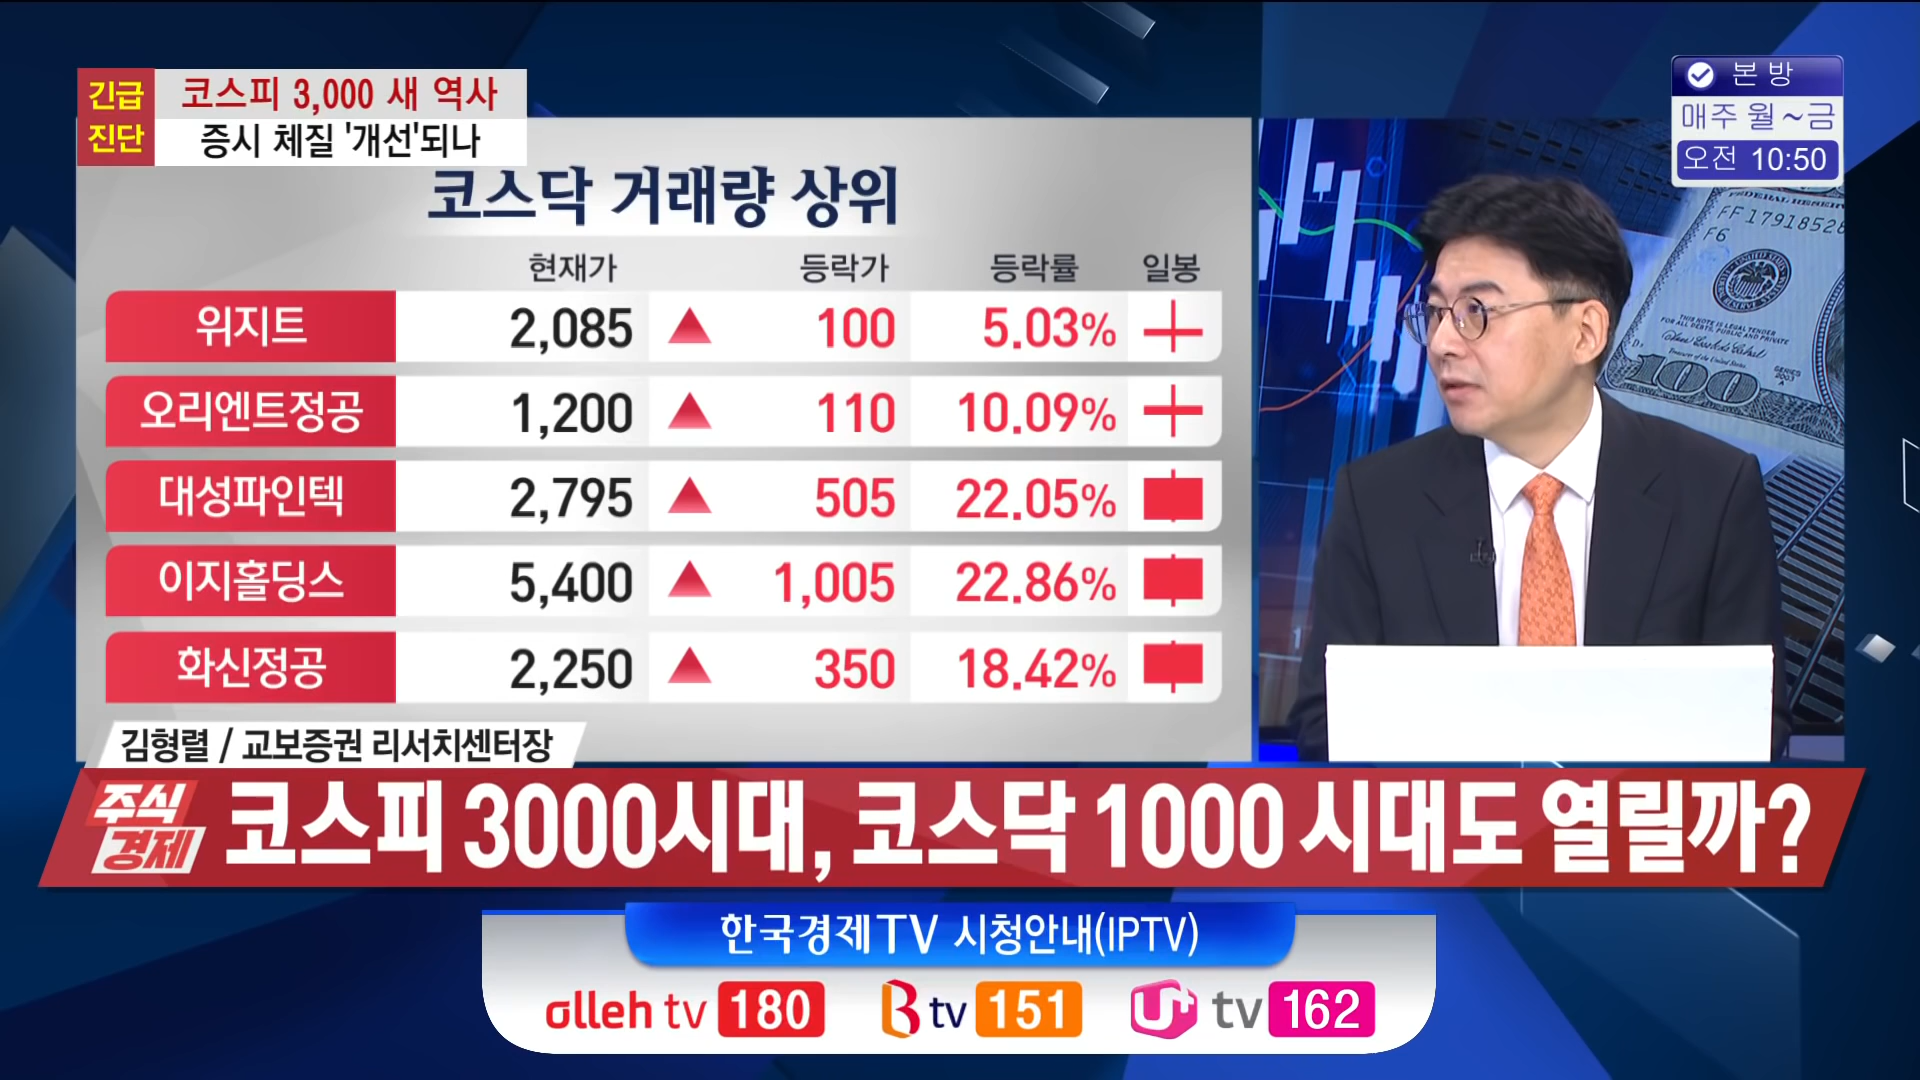 긴급
진단
코스피 3,000 새 역사
증시 체질 '개선'되나
본 방
매주 월~금
오전 10:50
코스닥 거래량 상위
현재가 등락가 등락률 일봉
위지트 2,085 ▲ 100 5.03%
오리엔트정공 1,200 ▲ 110 10.09%
대성파인텍 2,795 ▲ 505 22.05%
이지홀딩스 5,400 ▲ 1,005 22.86%
화신정공 2,250 ▲ 350 18.42%
FF1791852
F6
100
김형렬 / 교보증권 리서치센터장
주식
경제
코스피 3000시대, 코스닥 1000 시대도 열릴까?
한국경제TV 시청안내(IPTV)
olleh tv 180 B tv 151 U+ tv 162